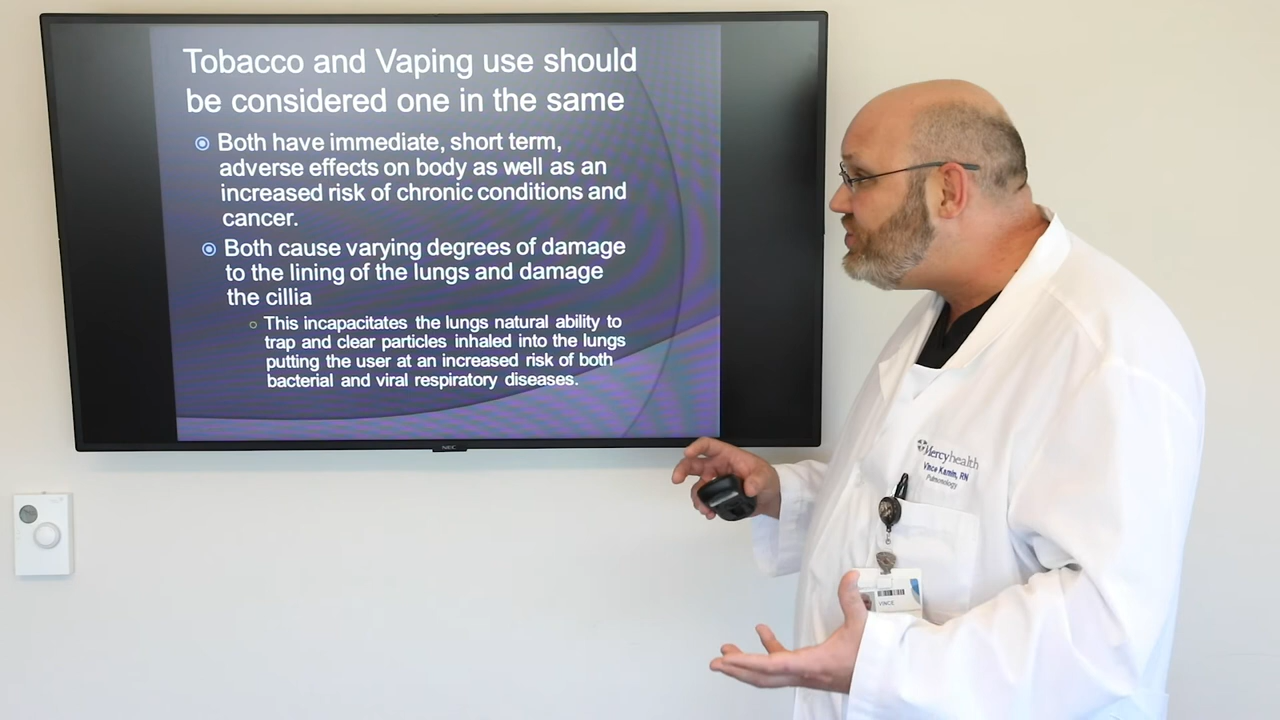 Tobacco and Vaping use should
be considered one in the same
Both have immediate, short term,
adverse effects on body as well as an
increased risk of chronic conditions and
cancer.
Both cause varying degrees of damage
to the lining of the lungs and damage
the cillia
This incapacitates the lungs natural ability to
trap and clear particles inhaled into the lungs
putting the user at an increased risk of both
bacterial and viral respiratory diseases.
NEC
Mercyhealth
Vince Kamin, RN
Pulmonology
VINCE